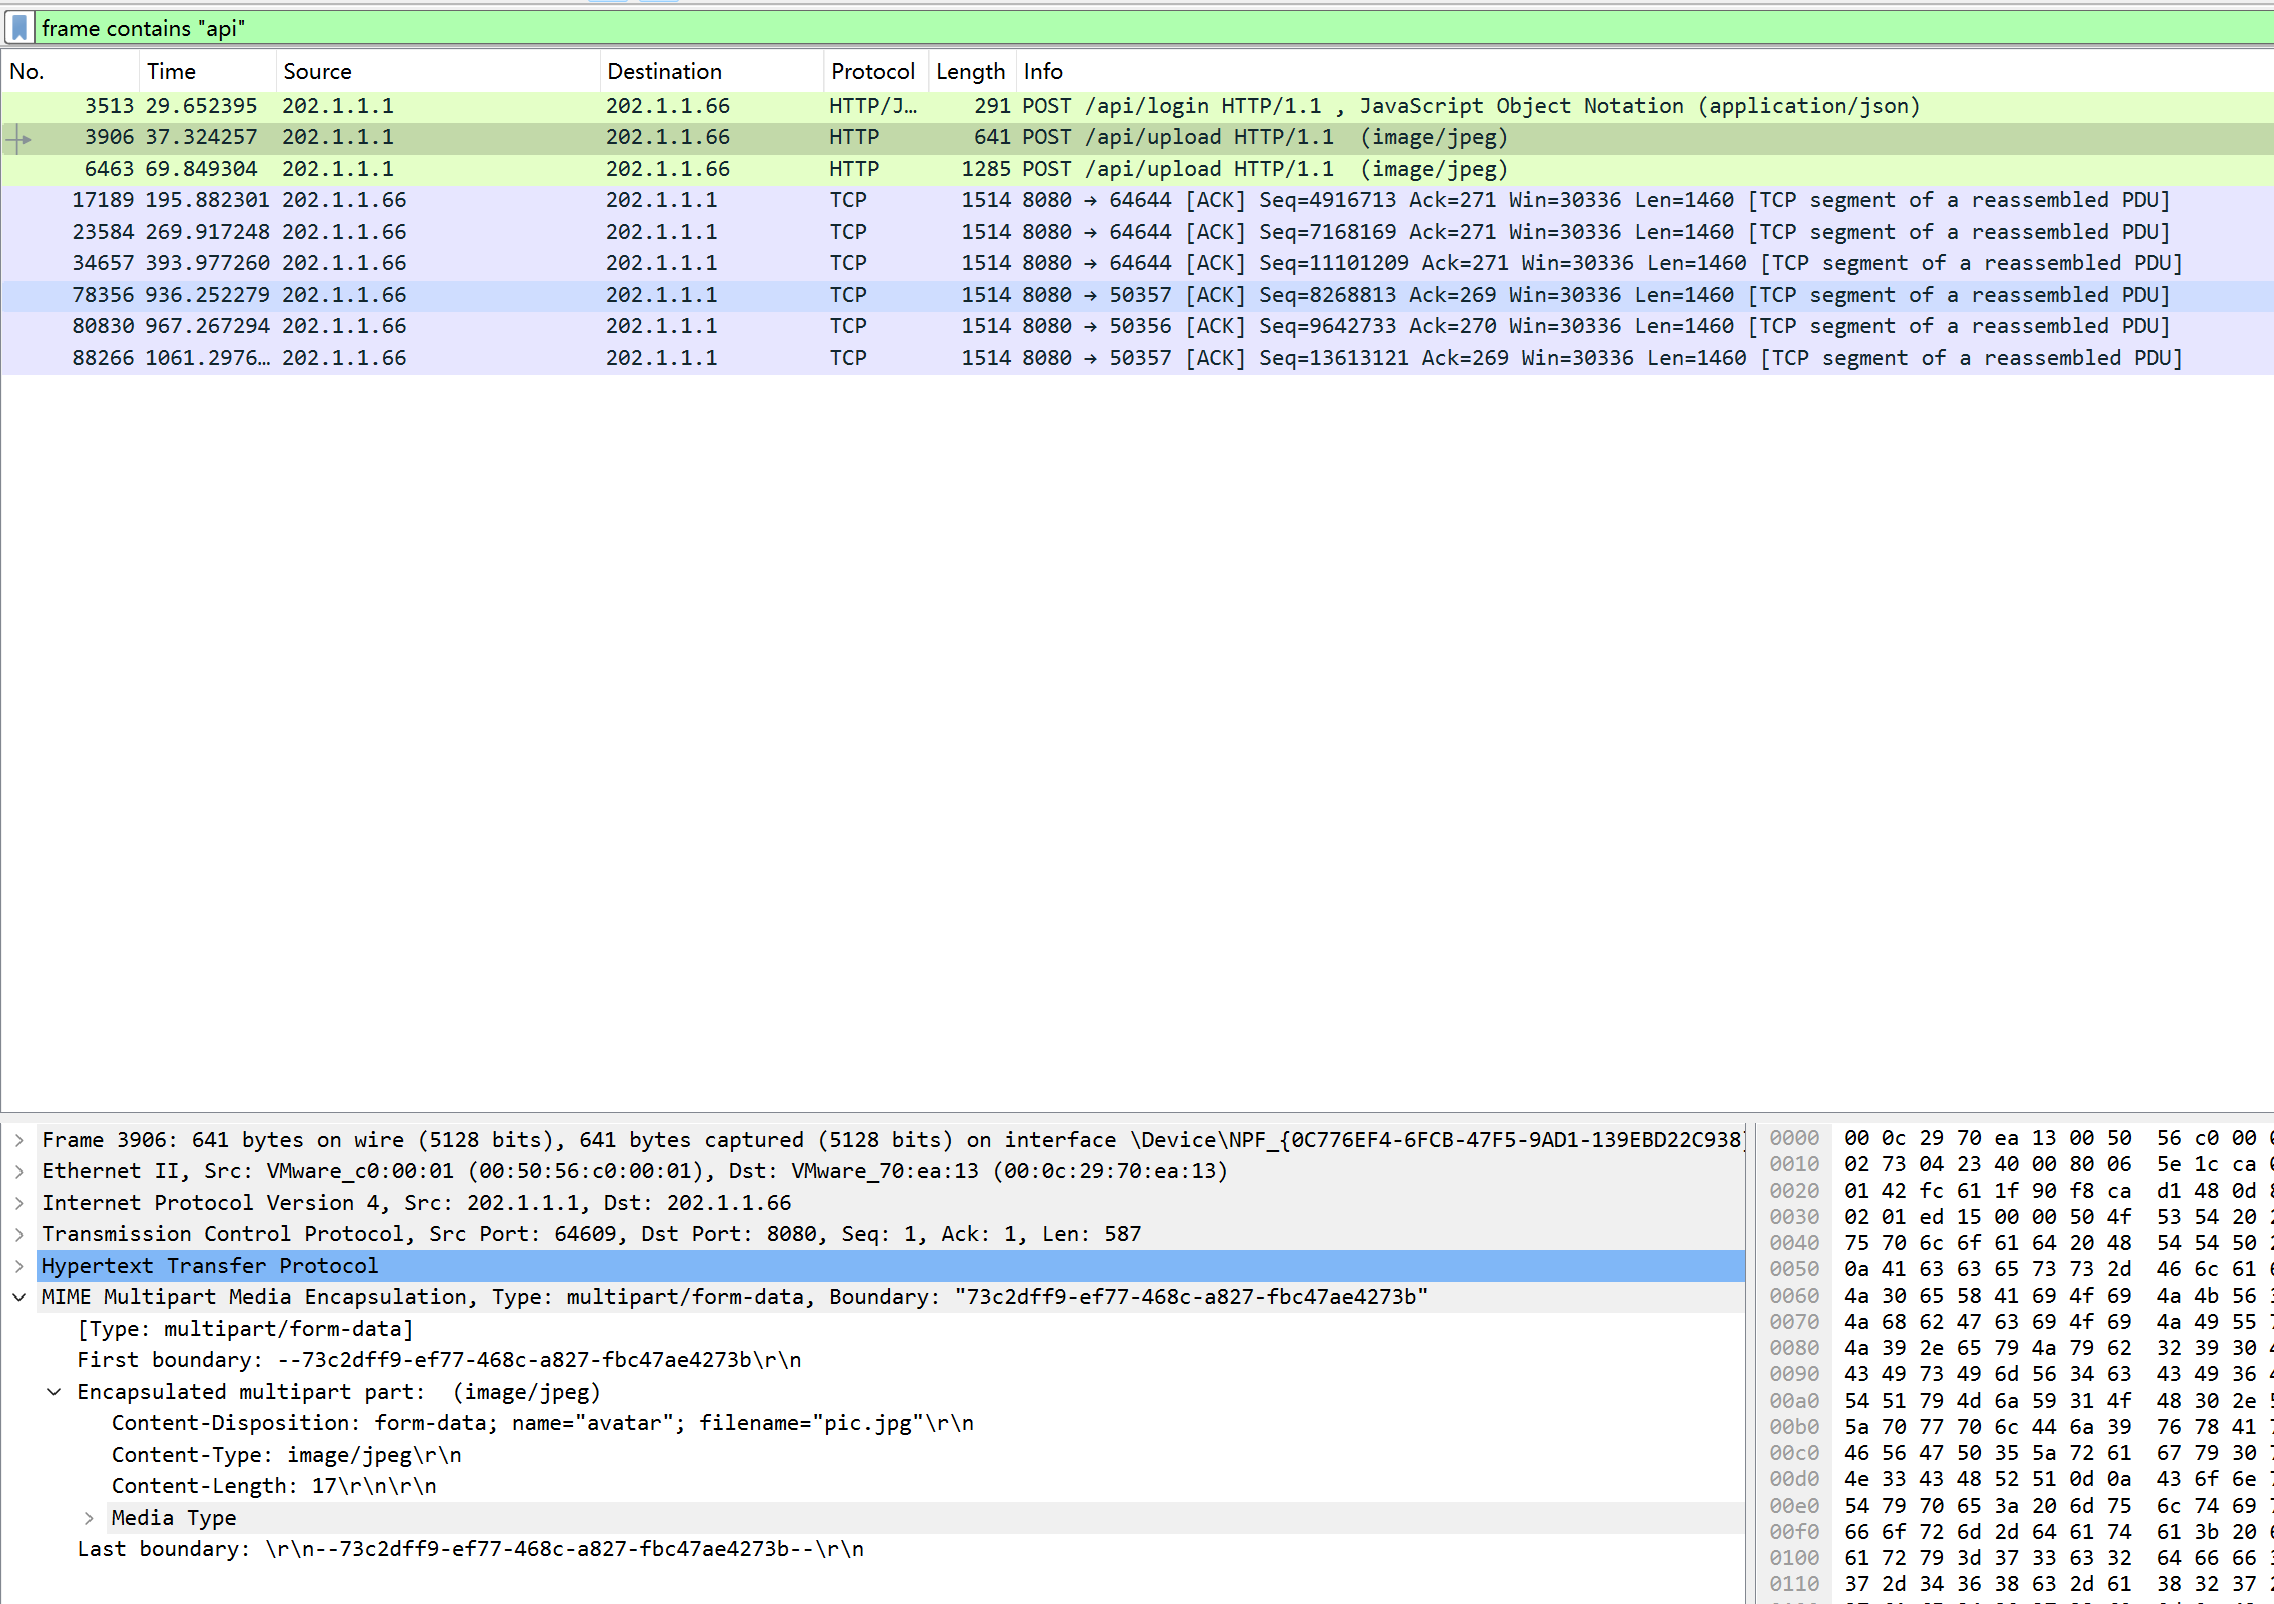 frame contains "api"
No. Time Source Destination Protocol Length Info
3513 29.652395 202.1.1.1 202.1.1.66 HTTP/J… 291 POST /api/login HTTP/1.1 , JavaScript Object Notation (application/json)
3906 37.324257 202.1.1.1 202.1.1.66 HTTP 641 POST /api/upload HTTP/1.1 (image/jpeg)
6463 69.849304 202.1.1.1 202.1.1.66 HTTP 1285 POST /api/upload HTTP/1.1 (image/jpeg)
17189 195.882301 202.1.1.66 202.1.1.1 TCP 1514 8080 → 64644 [ACK] Seq=4916713 Ack=271 Win=30336 Len=1460 [TCP segment of a reassembled PDU]
23584 269.917248 202.1.1.66 202.1.1.1 TCP 1514 8080 → 64644 [ACK] Seq=7168169 Ack=271 Win=30336 Len=1460 [TCP segment of a reassembled PDU]
34657 393.977260 202.1.1.66 202.1.1.1 TCP 1514 8080 → 64644 [ACK] Seq=11101209 Ack=271 Win=30336 Len=1460 [TCP segment of a reassembled PDU]
78356 936.252279 202.1.1.66 202.1.1.1 TCP 1514 8080 → 50357 [ACK] Seq=8268813 Ack=269 Win=30336 Len=1460 [TCP segment of a reassembled PDU]
80830 967.267294 202.1.1.66 202.1.1.1 TCP 1514 8080 → 50356 [ACK] Seq=9642733 Ack=270 Win=30336 Len=1460 [TCP segment of a reassembled PDU]
88266 1061.2976… 202.1.1.66 202.1.1.1 TCP 1514 8080 → 50357 [ACK] Seq=13613121 Ack=269 Win=30336 Len=1460 [TCP segment of a reassembled PDU]
Frame 3906: 641 bytes on wire (5128 bits), 641 bytes captured (5128 bits) on interface \Device\NPF_{0C776EF4-6FCB-47F5-9AD1-139EBD22C938}
Ethernet II, Src: VMware_c0:00:01 (00:50:56:c0:00:01), Dst: VMware_70:ea:13 (00:0c:29:70:ea:13)
Internet Protocol Version 4, Src: 202.1.1.1, Dst: 202.1.1.66
Transmission Control Protocol, Src Port: 64609, Dst Port: 8080, Seq: 1, Ack: 1, Len: 587
Hypertext Transfer Protocol
MIME Multipart Media Encapsulation, Type: multipart/form-data, Boundary: "73c2dff9-ef77-468c-a827-fbc47ae4273b"
[Type: multipart/form-data]
First boundary: --73c2dff9-ef77-468c-a827-fbc47ae4273b\r\n
Encapsulated multipart part: (image/jpeg)
Content-Disposition: form-data; name="avatar"; filename="pic.jpg"\r\n
Content-Type: image/jpeg\r\n
Content-Length: 17\r\n\r\n
Media Type
Last boundary: \r\n--73c2dff9-ef77-468c-a827-fbc47ae4273b--\r\n
0000 00 0c 29 70 ea 13 00 50 56 c0 00
0010 02 73 04 23 40 00 80 06 5e 1c ca
0020 01 42 fc 61 1f 90 f8 ca d1 48 0d
0030 02 01 ed 15 00 00 50 4f 53 54 20
0040 75 70 6c 6f 61 64 20 48 54 54 50
0050 0a 41 63 63 65 73 73 2d 46 6c 61
0060 4a 30 65 58 41 69 4f 69 4a 4b 56
0070 4a 68 62 47 63 69 4f 69 4a 49 55
0080 4a 39 2e 65 79 4a 79 62 32 39 30
0090 43 49 73 49 6d 56 34 63 43 49 36
00a0 54 51 79 4d 6a 59 31 4f 48 30 2e
00b0 5a 70 77 70 6c 44 6a 39 76 78 41
00c0 46 56 47 50 35 5a 72 61 67 79 30
00d0 4e 33 43 48 52 51 0d 0a 43 6f 6e
00e0 54 79 70 65 3a 20 6d 75 6c 74 69
00f0 66 6f 72 6d 2d 64 61 74 61 3b 20
0100 61 72 79 3d 37 33 63 32 64 66 66
0110 37 2d 34 36 38 63 2d 61 38 32 37